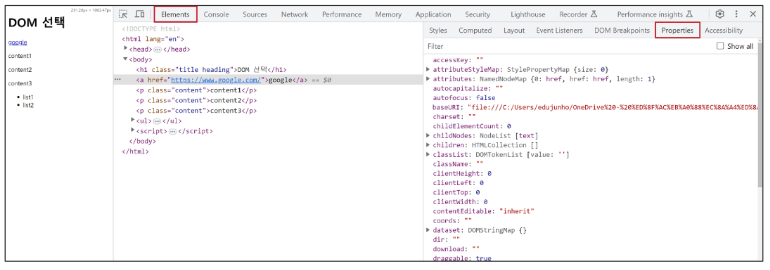 DOM 선택
google
content1
content2
content3
list1
list2
Elements Console Sources Network Performance Memory Application Security Lighthouse Recorder Performance insights
<!DOCTYPE html>
<html lang="en">
<head> … </head>
<body>
<h1 class="title heading">DOM 선택</h1>
<a href="https://www.google.com/">google</a> == $0
<p class="content">content1</p>
<p class="content">content2</p>
<p class="content">content3</p>
<ul> … </ul>
<script> … </script>
</body>
</html>
Styles Computed Layout Event Listeners DOM Breakpoints Properties Accessibility
Filter Show all
accessKey: ""
attributeStyleMap: StylePropertyMap {size: 0}
attributes: NamedNodeMap {0: href, href: href, length: 1}
autocapitalize: ""
autofocus: false
baseURI: "file:///C:/Users/edujunho/OneDrive%20-%20%ED%8F%AC%EB%A0%88%EC%8A%A4%ED%8A
charset: ""
childElementCount: 0
childNodes: NodeList [text]
children: HTMLCollection []
classList: DOMTokenList [value: '']
className: ""
clientHeight: 0
clientLeft: 0
clientTop: 0
clientWidth: 0
contentEditable: "inherit"
coords: ""
dataset: DOMStringMap {}
dir: ""
download: ""
draggable: true